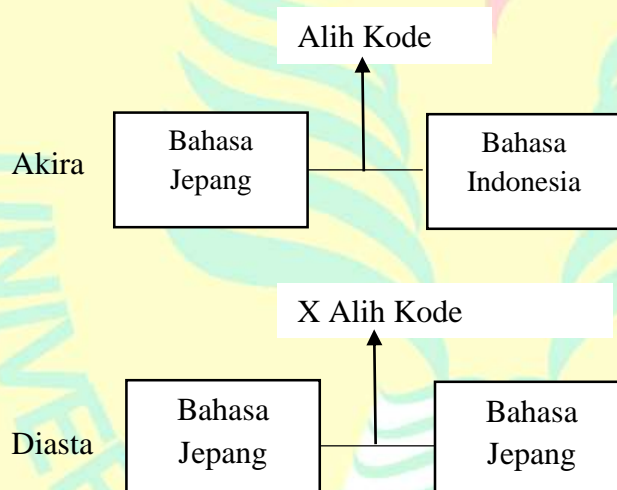 Alih Kode
Akira
Bahasa
Jepang
Bahasa
Indonesia
X Alih Kode
Diasta
Bahasa
Jepang
Bahasa
Jepang